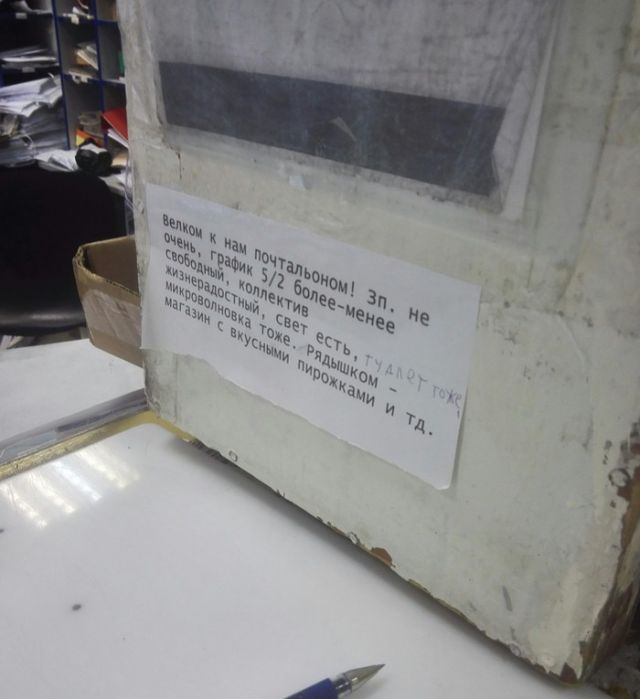 Велком к нам почтальоном! Зп. не
очень, график 5/2 более-менее
свободный, коллектив
жизнерадостный, свет есть, туалет тоже,
микроволновка тоже. Рядышком -
магазин с вкусными пирожками и тд.